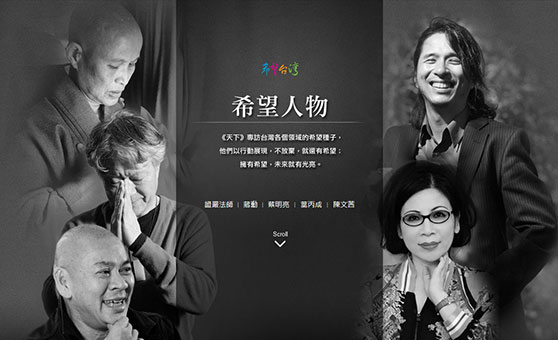 希望台灣
希望人物
《天下》專訪台灣各個領域的希望種子，
他們以行動展現，不放棄，就還有希望；
擁有希望，未來就有光亮。
證嚴法師 | 蔣勳 | 蔡明亮 | 葉丙成 | 陳文茜
Scroll